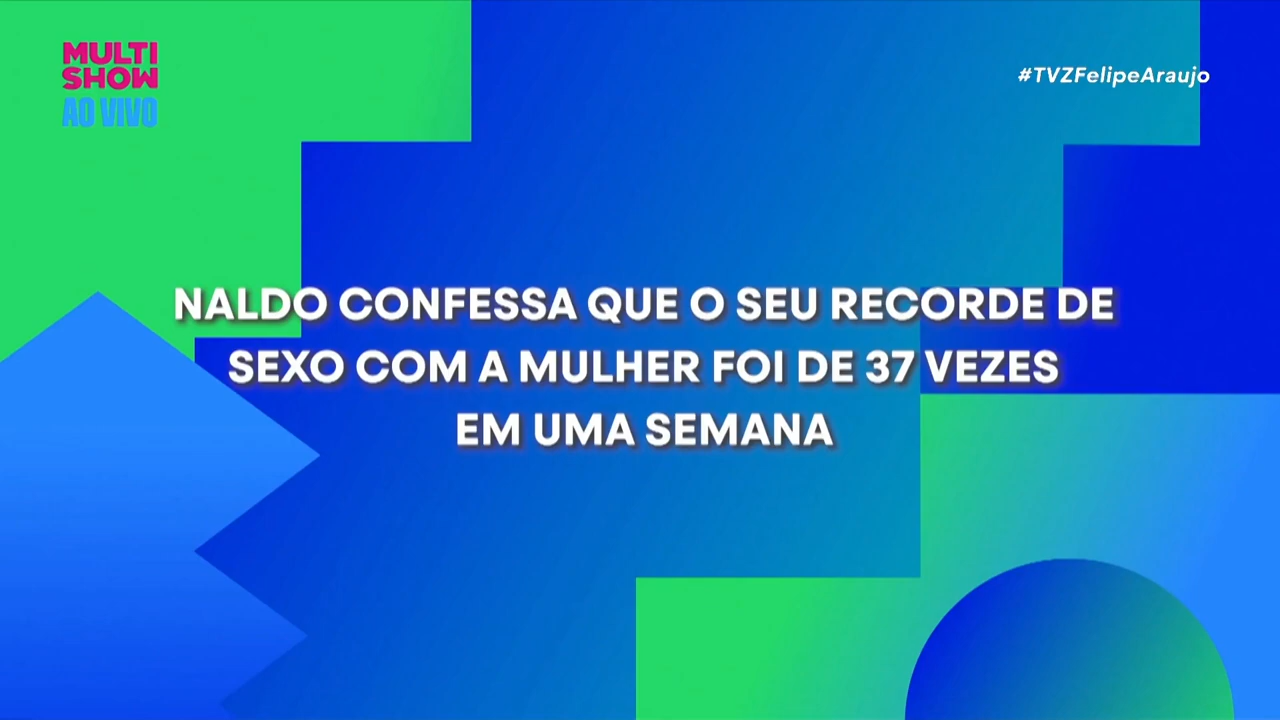 MULTI
SHOW
AO VIVO
#TVZFelipeAraujo
NALDO CONFESSA QUE O SEU RECORDE DE
SEXO COM A MULHER FOI DE 37 VEZES
EM UMA SEMANA